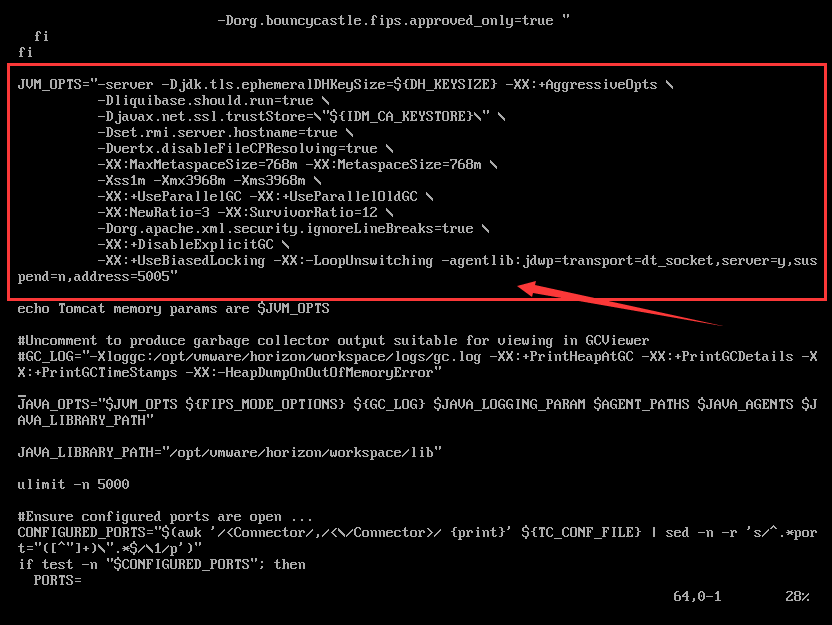 -Dorg.bouncycastle.fips.approved_only=true "
fi
fi
JVM_OPTS="-server -Djdk.tls.ephemeralDHKeySize=${DH_KEYSIZE} -XX:+AggressiveOpts \
-Dliquibase.should.run=true \
-Djavax.net.ssl.trustStore=\"${IDM_CA_KEYSTORE}\" \
-Dset.rmi.server.hostname=true \
-Dvertx.disableFileCPResolving=true \
-XX:MaxMetaspaceSize=768m -XX:MetaspaceSize=768m \
-Xss1m -Xmx3968m -Xms3968m \
-XX:+UseParallelGC -XX:+UseParallelOldGC \
-XX:NewRatio=3 -XX:SurvivorRatio=12 \
-Dorg.apache.xml.security.ignoreLineBreaks=true \
-XX:+DisableExplicitGC \
-XX:+UseBiasedLocking -XX:-LoopUnswitching -agentlib:jdwp=transport=dt_socket,server=y,sus
pend=n,address=5005"
echo Tomcat memory params are $JVM_OPTS
#Uncomment to produce garbage collector output suitable for viewing in GCViewer
#GC_LOG="-Xloggc:/opt/vmware/horizon/workspace/logs/gc.log -XX:+PrintHeapAtGC -XX:+PrintGCDetails -X
X:+PrintGCTimeStamps -XX:-HeapDumpOnOutOfMemoryError"
JAVA_OPTS="$JVM_OPTS ${FIPS_MODE_OPTIONS} ${GC_LOG} $JAVA_LOGGING_PARAM $AGENT_PATHS $JAVA_AGENTS $J
AVA_LIBRARY_PATH"
JAVA_LIBRARY_PATH="/opt/vmware/horizon/workspace/lib"
ulimit -n 5000
#Ensure configured ports are open ...
CONFIGURED_PORTS="$(awk '/<Connector/,/<\/Connector>/ {print}' ${TC_CONF_FILE} | sed -n -r 's/^.*por
t="([^"]+)\".*$/\1/p')"
if test -n "$CONFIGURED_PORTS"; then
PORTS=
64,0-1 28%